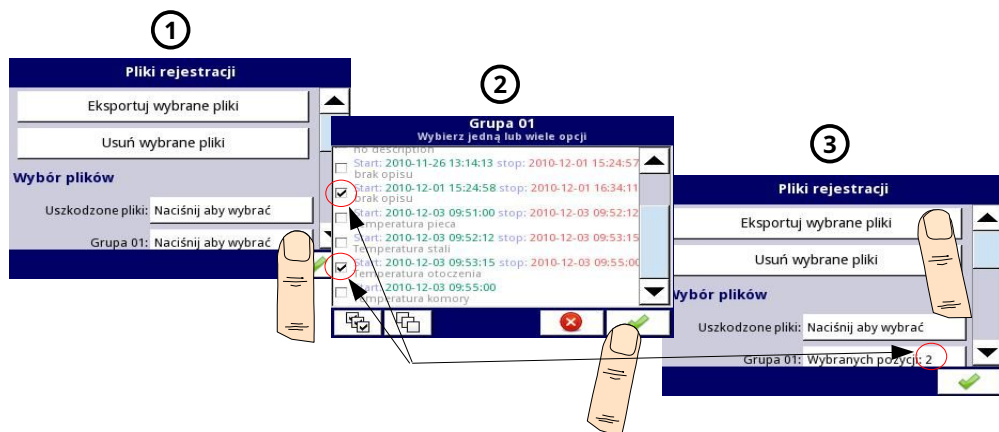 1
Pliki rejestracji
Eksportuj wybrane pliki
Usuń wybrane pliki
Wybór plików
Uszkodzone pliki: Naciśnij aby wybrać
Grupa 01: Naciśnij aby wybrać
2
Grupa 01
Wybierz jedną lub wiele opcji
no description
Start: 2010-11-26 13:14:13 stop: 2010-12-01 15:24:57
brak opisu
Start: 2010-12-01 15:24:58 stop: 2010-12-01 16:34:11
brak opisu
Start: 2010-12-03 09:51:00 stop: 2010-12-03 09:52:12
Temperatura pieca
Start: 2010-12-03 09:52:12 stop: 2010-12-03 09:53:15
Temperatura stali
Start: 2010-12-03 09:53:15 stop: 2010-12-03 09:55:00
Temperatura otoczenia
Start: 2010-12-03 09:55:00
Temperatura komory
3
Pliki rejestracji
Eksportuj wybrane pliki
Usuń wybrane pliki
Wybór plików
Uszkodzone pliki: Naciśnij aby wybrać
Grupa 01: Wybranych pozycji: 2